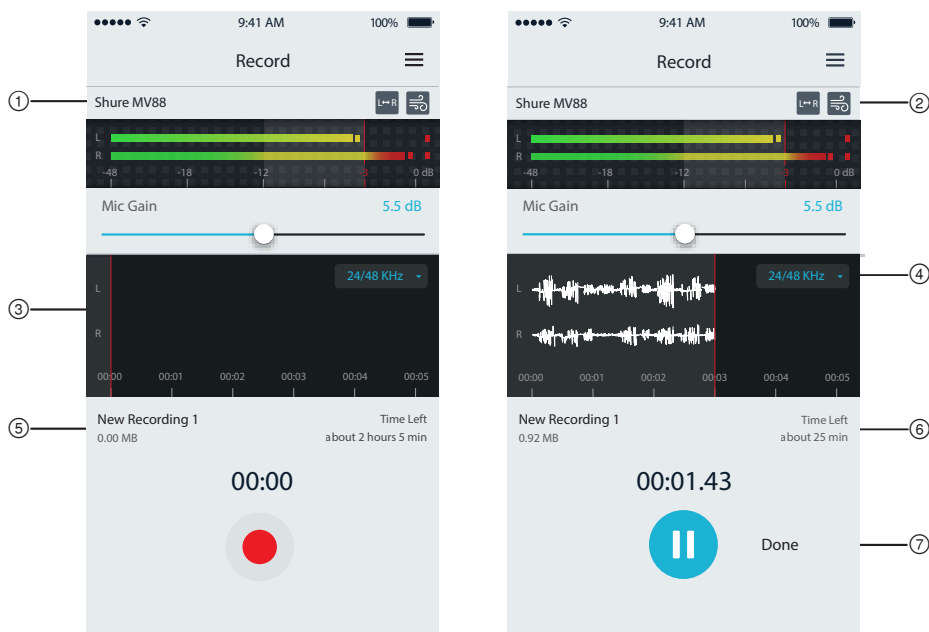 9:41 AM 100%
Record
① Shure MV88 L↔R
L
R
-48 -18 -12 -3 0 dB
Mic Gain 5.5 dB
24/48 KHz
③ L
R
00:00 00:01 00:02 00:03 00:04 00:05
⑤ New Recording 1 Time Left
0.00 MB about 2 hours 5 min
00:00
9:41 AM 100%
Record
Shure MV88 L↔R ②
L
R
-48 -18 -12 -3 0 dB
Mic Gain 5.5 dB
24/48 KHz ④
L
R
00:00 00:01 00:02 00:03 00:04 00:05
New Recording 1 Time Left ⑥
0.92 MB about 25 min
00:01.43
Done ⑦